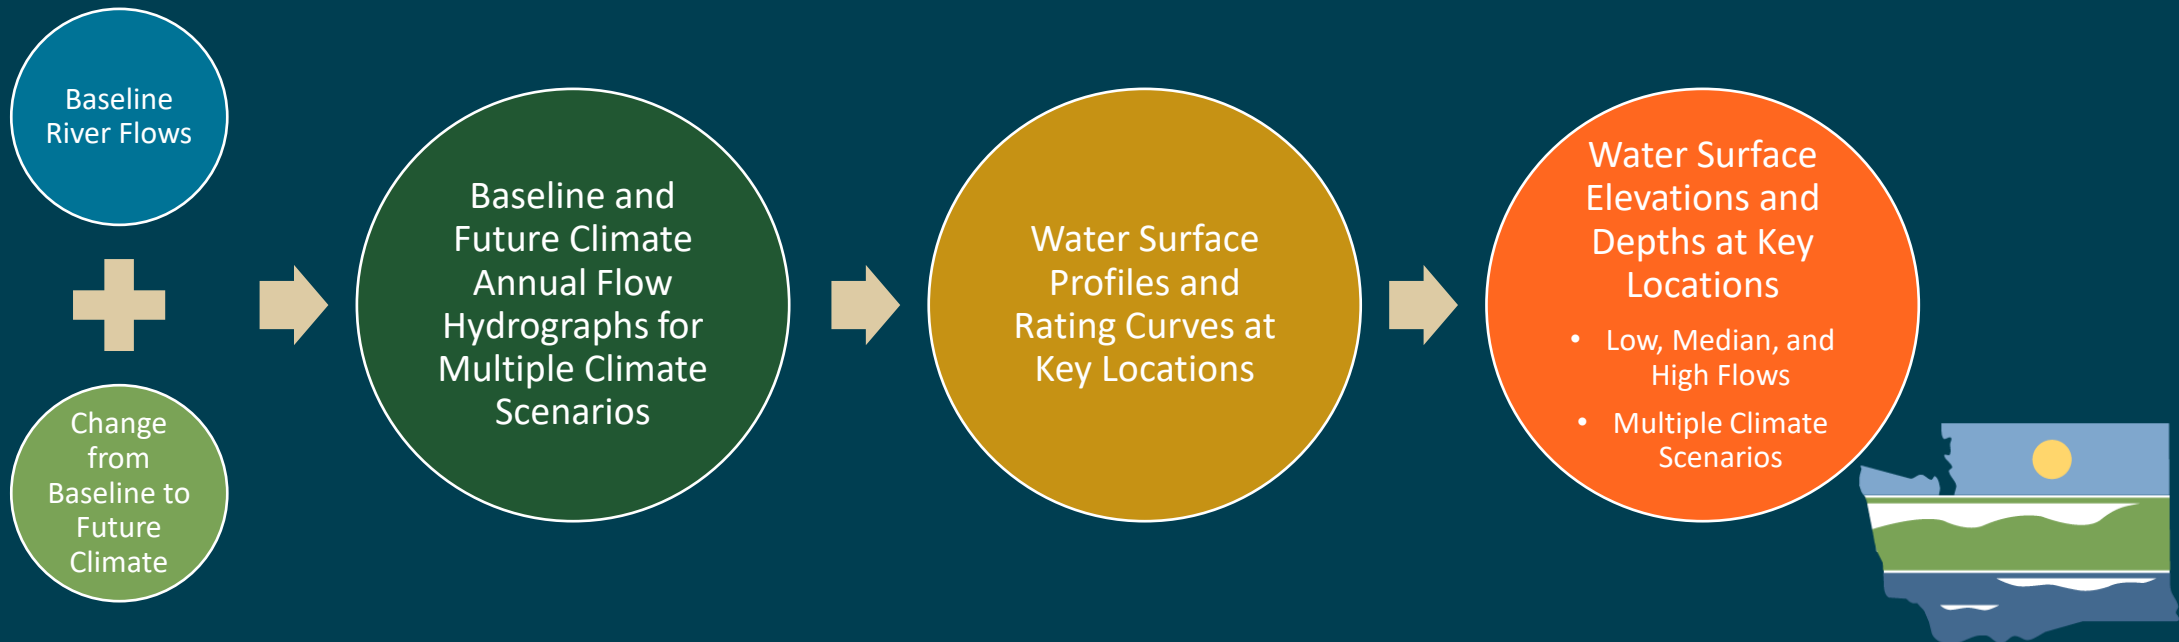 Baseline
River Flows
Change
from
Baseline to
Future
Climate
Baseline and
Future Climate
Annual Flow
Hydrographs for
Multiple Climate
Scenarios
Water Surface
Profiles and
Rating Curves at
Key Locations
Water Surface
Elevations and
Depths at Key
Locations
• Low, Median, and
High Flows
• Multiple Climate
Scenarios